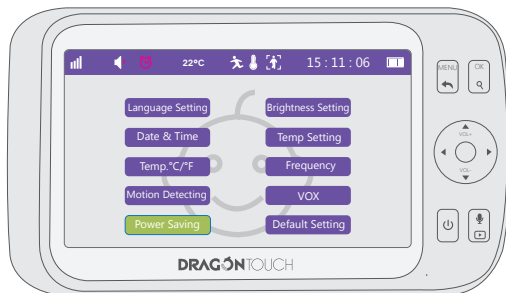 22°C 15 : 11 : 06
Language Setting
Brightness Setting
Date & Time
Temp Setting
Temp.°C/°F
Frequency
Motion Detecting
VOX
Power Saving
Default Setting
DRAGONTOUCH
MENU
OK
VOL+
VOL-